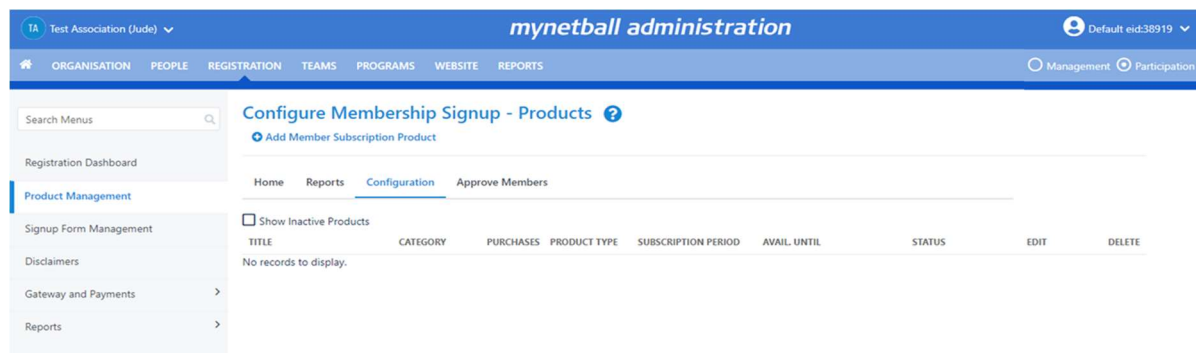 TA Test Association (Jude)
mynetball administration
Default eid:38919
ORGANISATION PEOPLE REGISTRATION TEAMS PROGRAMS WEBSITE REPORTS
Management Participation
Search Menus
Registration Dashboard
Product Management
Signup Form Management
Disclaimers
Gateway and Payments
Reports
Configure Membership Signup - Products ?
Add Member Subscription Product
Home Reports Configuration Approve Members
Show Inactive Products
TITLE CATEGORY PURCHASES PRODUCT TYPE SUBSCRIPTION PERIOD AVAIL. UNTIL STATUS EDIT DELETE
No records to display.